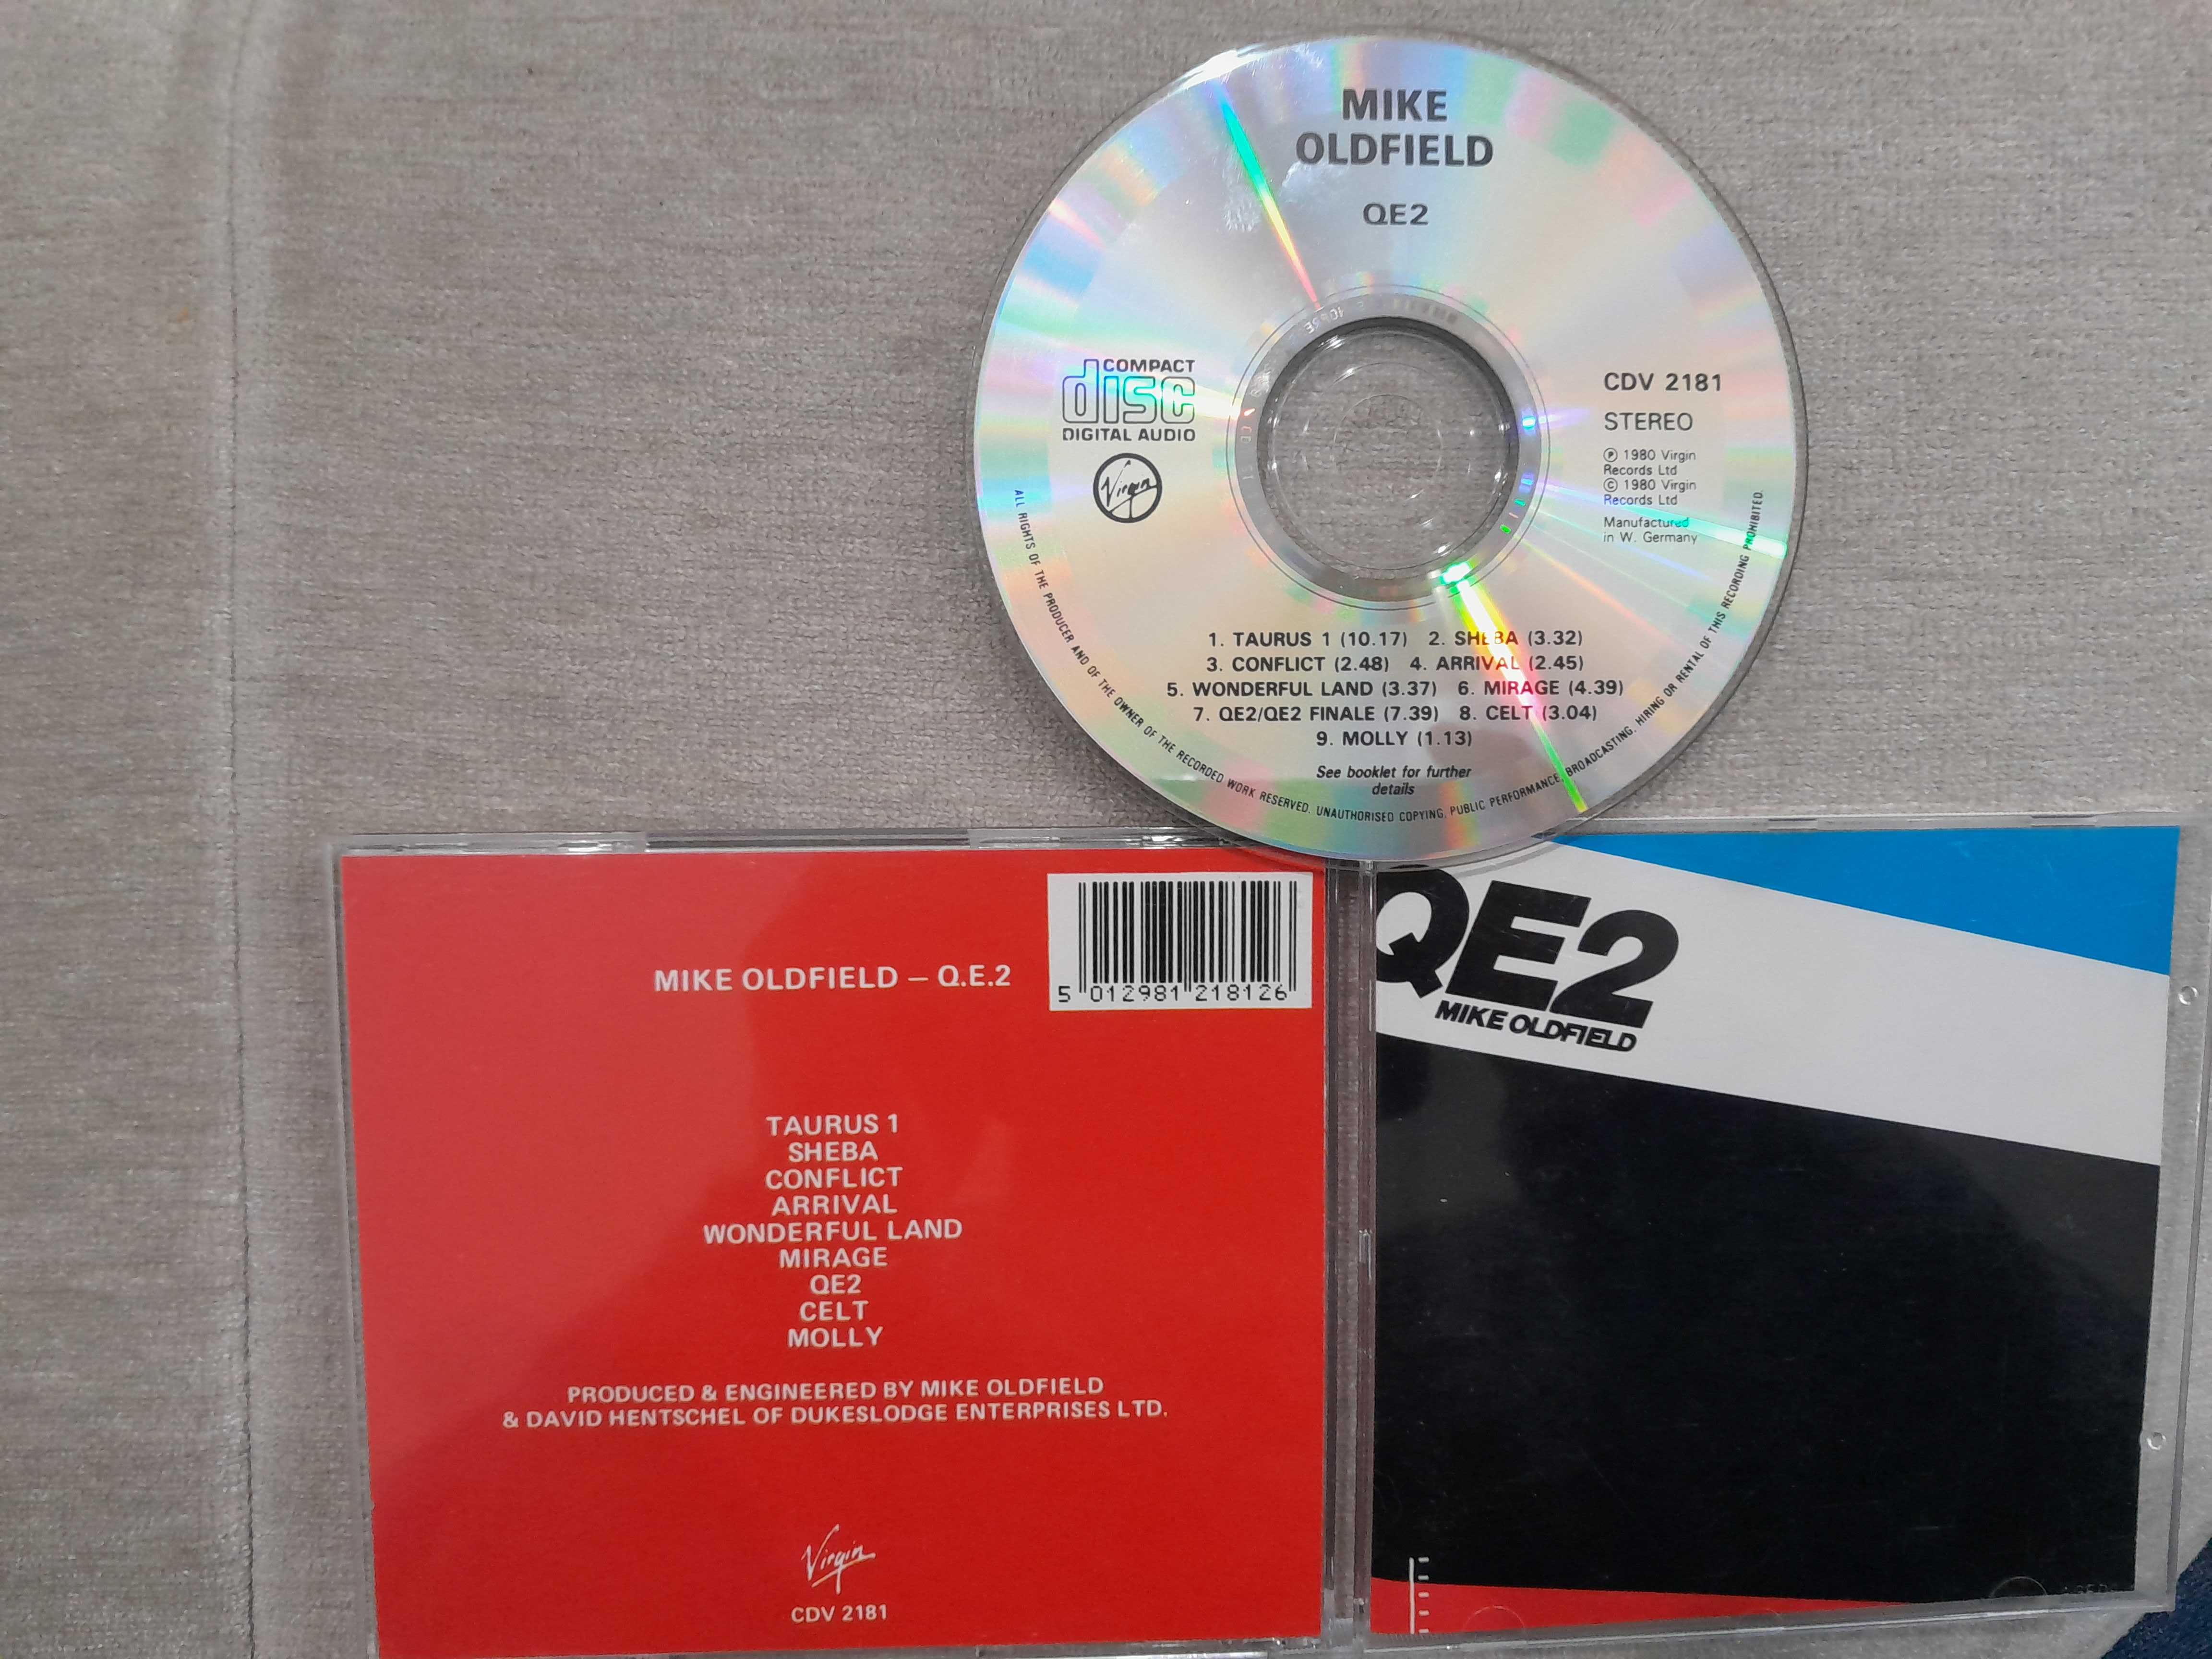 MIKE
OLDFIELD
QE2
COMPACT
disc
DIGITAL AUDIO
Virgin
CDV 2181
STEREO
Ⓟ 1980 Virgin
Records Ltd
© 1980 Virgin
Records Ltd
Manufactured
in W. Germany
1. TAURUS 1 (10.17) 2. SHEBA (3.32)
3. CONFLICT (2.48) 4. ARRIVAL (2.45)
5. WONDERFUL LAND (3.37) 6. MIRAGE (4.39)
7. QE2/QE2 FINALE (7.39) 8. CELT (3.04)
9. MOLLY (1.13)
See booklet for further
details
ALL RIGHTS OF THE PRODUCER AND OF THE OWNER OF THE RECORDED WORK RESERVED. UNAUTHORISED COPYING, PUBLIC PERFORMANCE, BROADCASTING, HIRING OR RENTAL OF THIS RECORDING PROHIBITED.
MIKE OLDFIELD – Q.E.2
5 012981 218126
TAURUS 1
SHEBA
CONFLICT
ARRIVAL
WONDERFUL LAND
MIRAGE
QE2
CELT
MOLLY
PRODUCED & ENGINEERED BY MIKE OLDFIELD
& DAVID HENTSCHEL OF DUKESLODGE ENTERPRISES LTD.
Virgin
CDV 2181
QE2
MIKE OLDFIELD